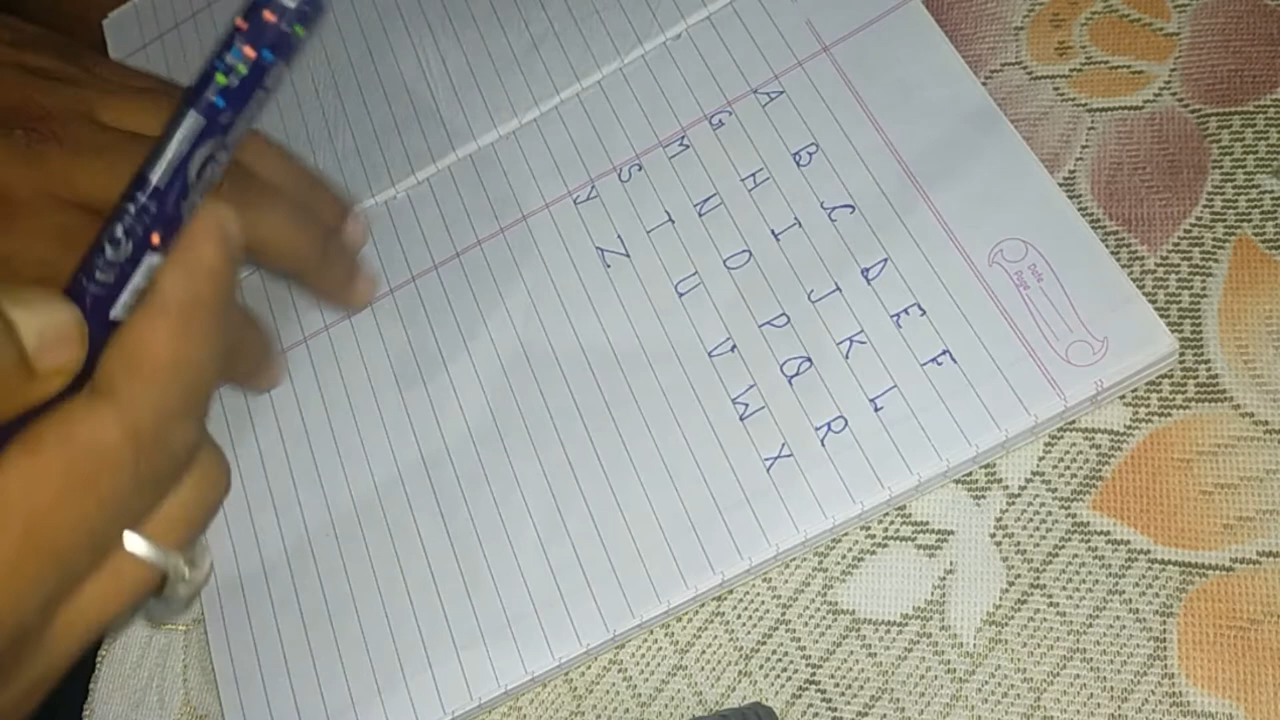 Date
Page
A B C D E F
G H I J K L
M N O P Q R
S T U V W X
Y Z